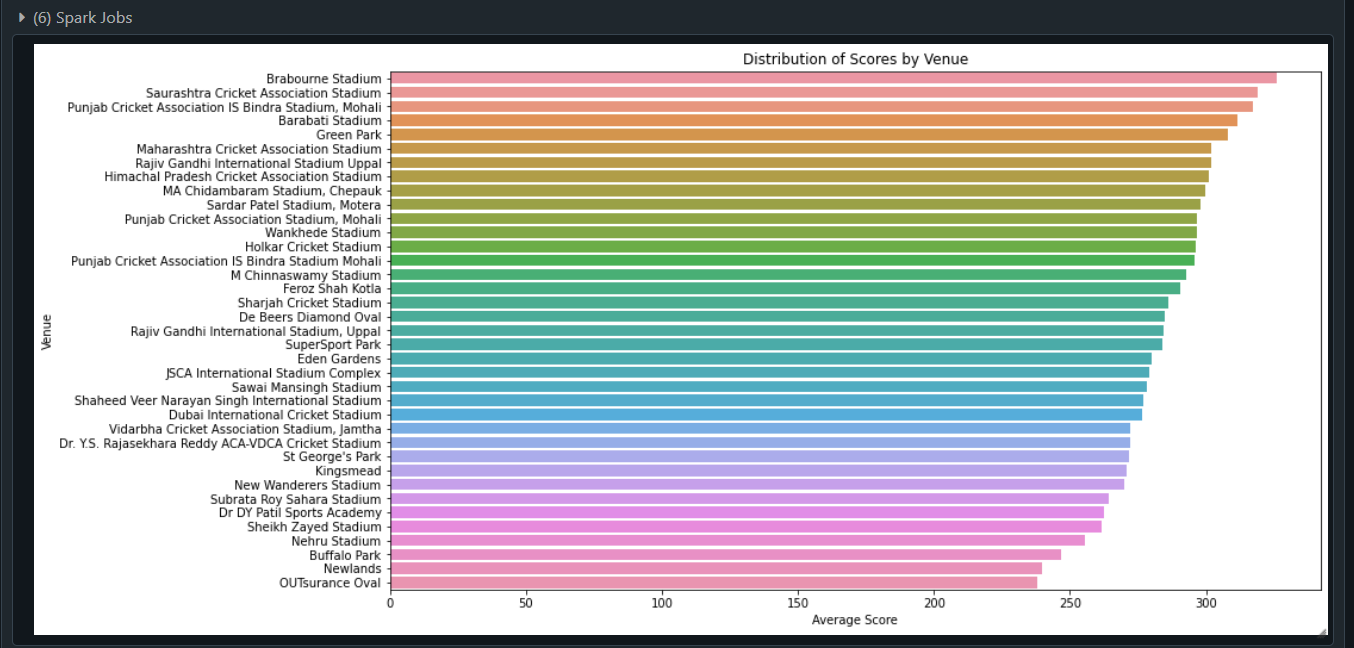 (6) Spark Jobs
Distribution of Scores by Venue
Brabourne Stadium
Saurashtra Cricket Association Stadium
Punjab Cricket Association IS Bindra Stadium, Mohali
Barabati Stadium
Green Park
Maharashtra Cricket Association Stadium
Rajiv Gandhi International Stadium Uppal
Himachal Pradesh Cricket Association Stadium
MA Chidambaram Stadium, Chepauk
Sardar Patel Stadium, Motera
Punjab Cricket Association Stadium, Mohali
Wankhede Stadium
Holkar Cricket Stadium
Punjab Cricket Association IS Bindra Stadium Mohali
M Chinnaswamy Stadium
Feroz Shah Kotla
Sharjah Cricket Stadium
De Beers Diamond Oval
Rajiv Gandhi International Stadium, Uppal
SuperSport Park
Eden Gardens
JSCA International Stadium Complex
Sawai Mansingh Stadium
Shaheed Veer Narayan Singh International Stadium
Dubai International Cricket Stadium
Vidarbha Cricket Association Stadium, Jamtha
Dr. Y.S. Rajasekhara Reddy ACA-VDCA Cricket Stadium
St George's Park
Kingsmead
New Wanderers Stadium
Subrata Roy Sahara Stadium
Dr DY Patil Sports Academy
Sheikh Zayed Stadium
Nehru Stadium
Buffalo Park
Newlands
OUTsurance Oval
Venue
0 50 100 150 200 250 300
Average Score